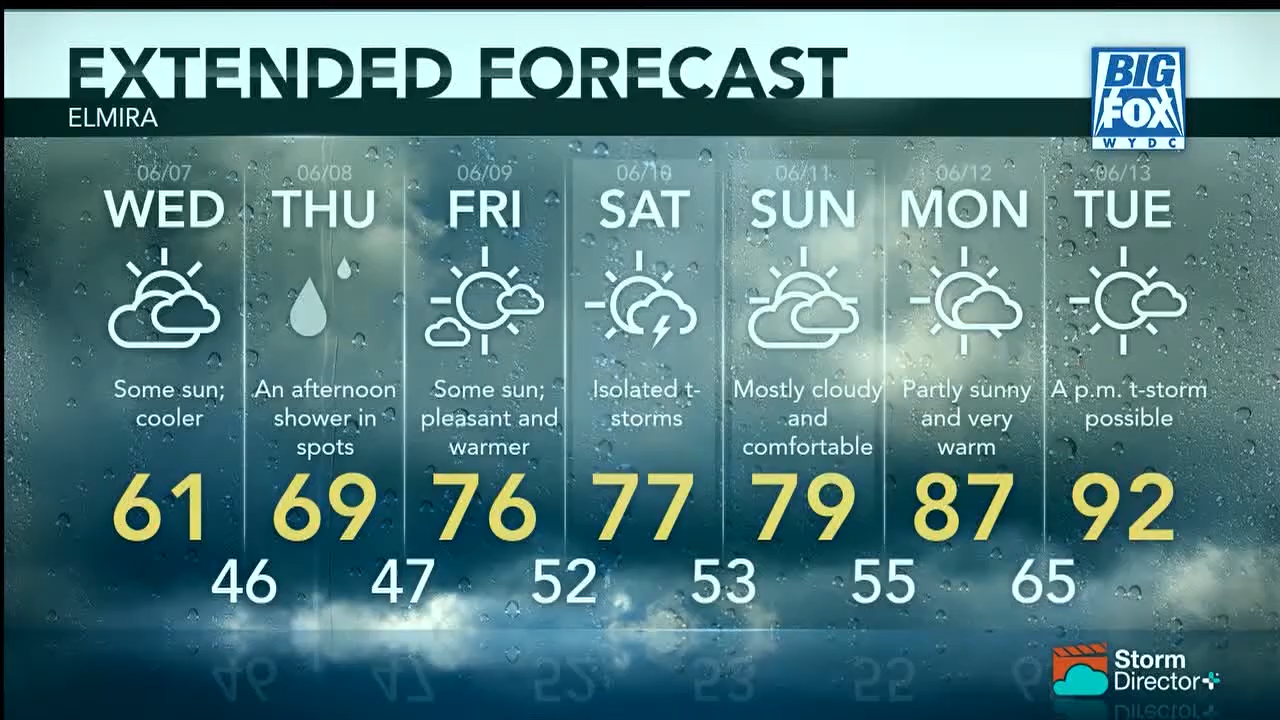 EXTENDED FORECAST
ELMIRA
BIG
FOX
WYDC
06/07 06/08 06/09 06/10 06/11 06/12 06/13
WED THU FRI SAT SUN MON TUE
Some sun; An afternoon Some sun; Isolated t- Mostly cloudy Partly sunny A p.m. t-storm
cooler shower in pleasant and storms and and very possible
spots warmer comfortable warm
61 69 76 77 79 87 92
46 47 52 53 55 65
Storm
Director+